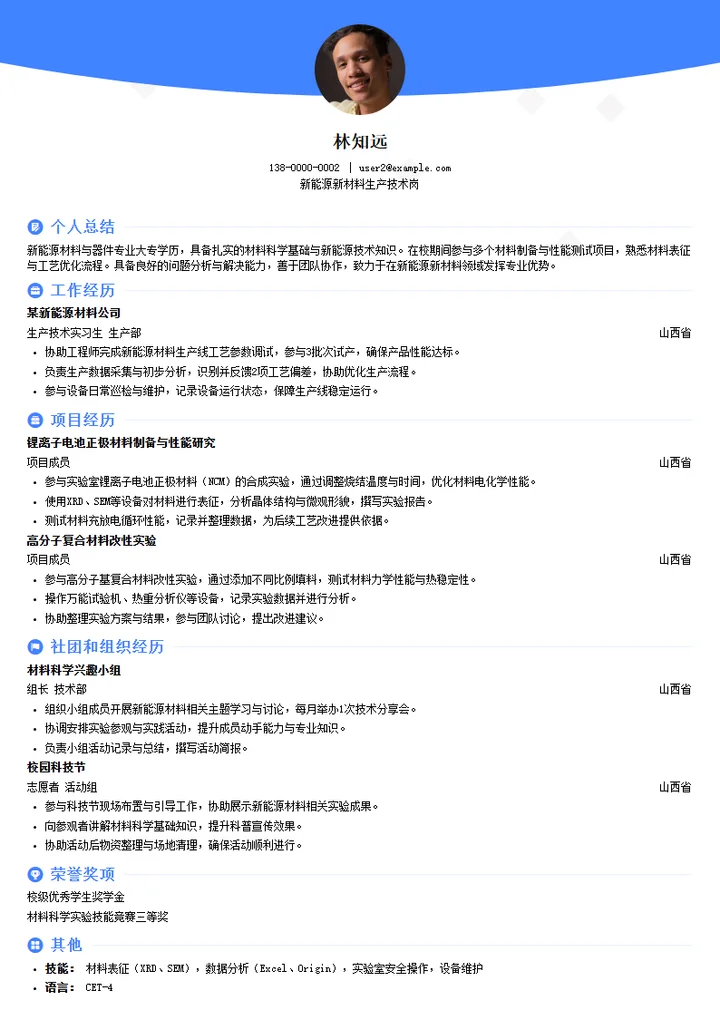 林知远
138-0000-0002 | user2@example.com
新能源新材料生产技术岗
个人总结
新能源材料与器件专业大专学历，具备扎实的材料科学基础与新能源技术知识。在校期间参与多个材料制备与性能测试项目，熟悉材料表征
与工艺优化流程。具备良好的问题分析与解决能力，善于团队协作，致力于在新能源新材料领域发挥专业优势。
工作经历
某新能源材料公司
生产技术实习生 生产部 山西省
• 协助工程师完成新能源材料生产线工艺参数调试，参与3批次试产，确保产品性能达标。
• 负责生产数据采集与初步分析，识别并反馈2项工艺偏差，协助优化生产流程。
• 参与设备日常巡检与维护，记录设备运行状态，保障生产线稳定运行。
项目经历
锂离子电池正极材料制备与性能研究
项目成员 山西省
• 参与实验室锂离子电池正极材料（NCM）的合成实验，通过调整烧结温度与时间，优化材料电化学性能。
• 使用XRD、SEM等设备对材料进行表征，分析晶体结构与微观形貌，撰写实验报告。
• 测试材料充放电循环性能，记录并整理数据，为后续工艺改进提供依据。
高分子复合材料改性实验
项目成员 山西省
• 参与高分子基复合材料改性实验，通过添加不同比例填料，测试材料力学性能与热稳定性。
• 操作万能试验机、热重分析仪等设备，记录实验数据并进行分析。
• 协助整理实验方案与结果，参与团队讨论，提出改进建议。
社团和组织经历
材料科学兴趣小组
组长 技术部 山西省
• 组织小组成员开展新能源材料相关主题学习与讨论，每月举办1次技术分享会。
• 协调安排实验参观与实践活动，提升成员动手能力与专业知识。
• 负责小组活动记录与总结，撰写活动简报。
校园科技节
志愿者 活动组 山西省
• 参与科技节现场布置与引导工作，协助展示新能源材料相关实验成果。
• 向参观者讲解材料科学基础知识，提升科普宣传效果。
• 协助活动后物资整理与场地清理，确保活动顺利进行。
荣誉奖项
校级优秀学生奖学金
材料科学实验技能竞赛三等奖
其他
• 技能： 材料表征（XRD、SEM），数据分析（Excel、Origin），实验室安全操作，设备维护
• 语言： CET-4